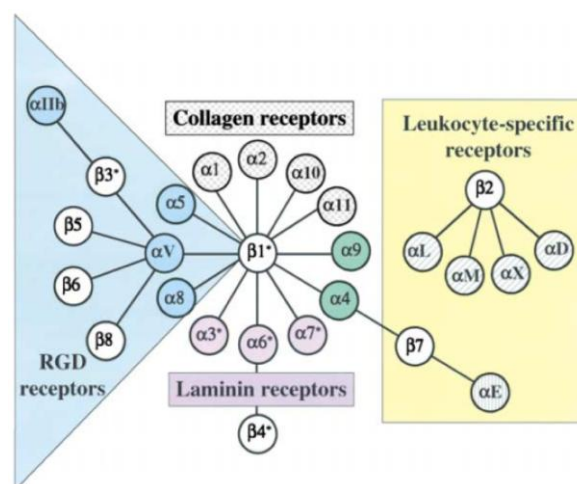 αIIb
Collagen receptors
Leukocyte-specific
receptors
β3*
α1
α2
α10
α11
β2
α5
β5
αV
β1*
α9
αL
αM
αX
αD
β6
α8
α4
β8
α3*
α6*
α7*
β7
RGD
receptors
Laminin receptors
αE
β4*